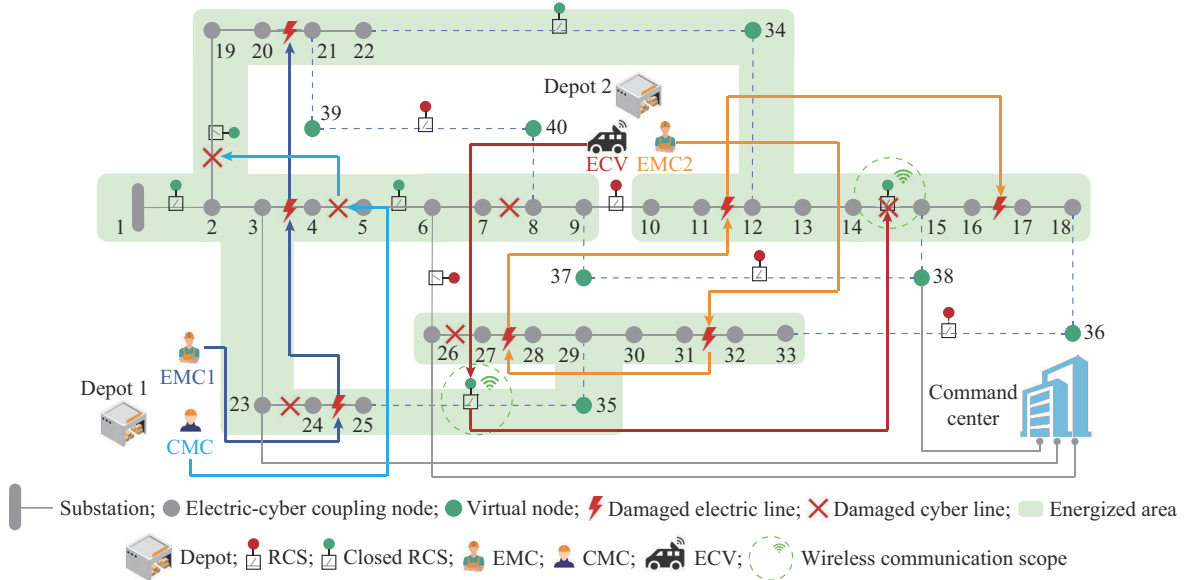 34
19 20 21 22
Depot 2
39
40
ECV EMC2
1 2 3 4 5 6 7 8 9 10 11 12 13 14 15 16 17 18
37 38
26 27 28 29 30 31 32 33 36
EMC1
Depot 1
23 24 25 35
Command
center
CMC
Substation; Electric-cyber coupling node; Virtual node; Damaged electric line; Damaged cyber line; Energized area
Depot; RCS; Closed RCS; EMC; CMC; ECV; Wireless communication scope